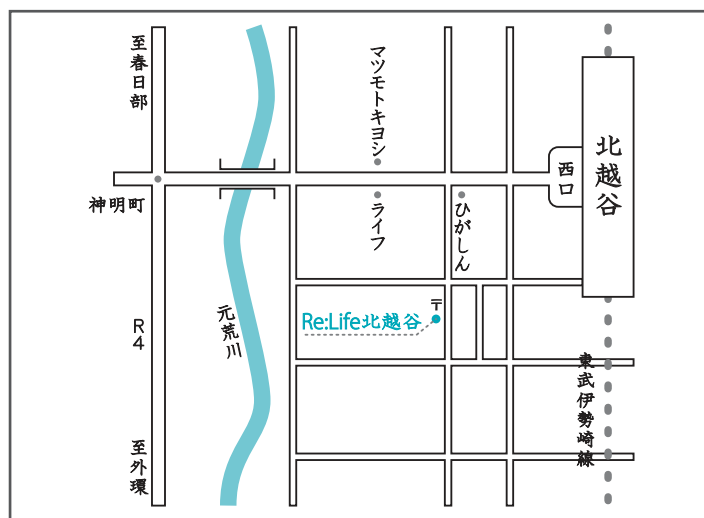 至春日部
神明町
R4
至外環
元荒川
マツモトキヨシ
ライフ
ひがしん
〒
Re:Life北越谷
西口
北越谷
東武伊勢崎線